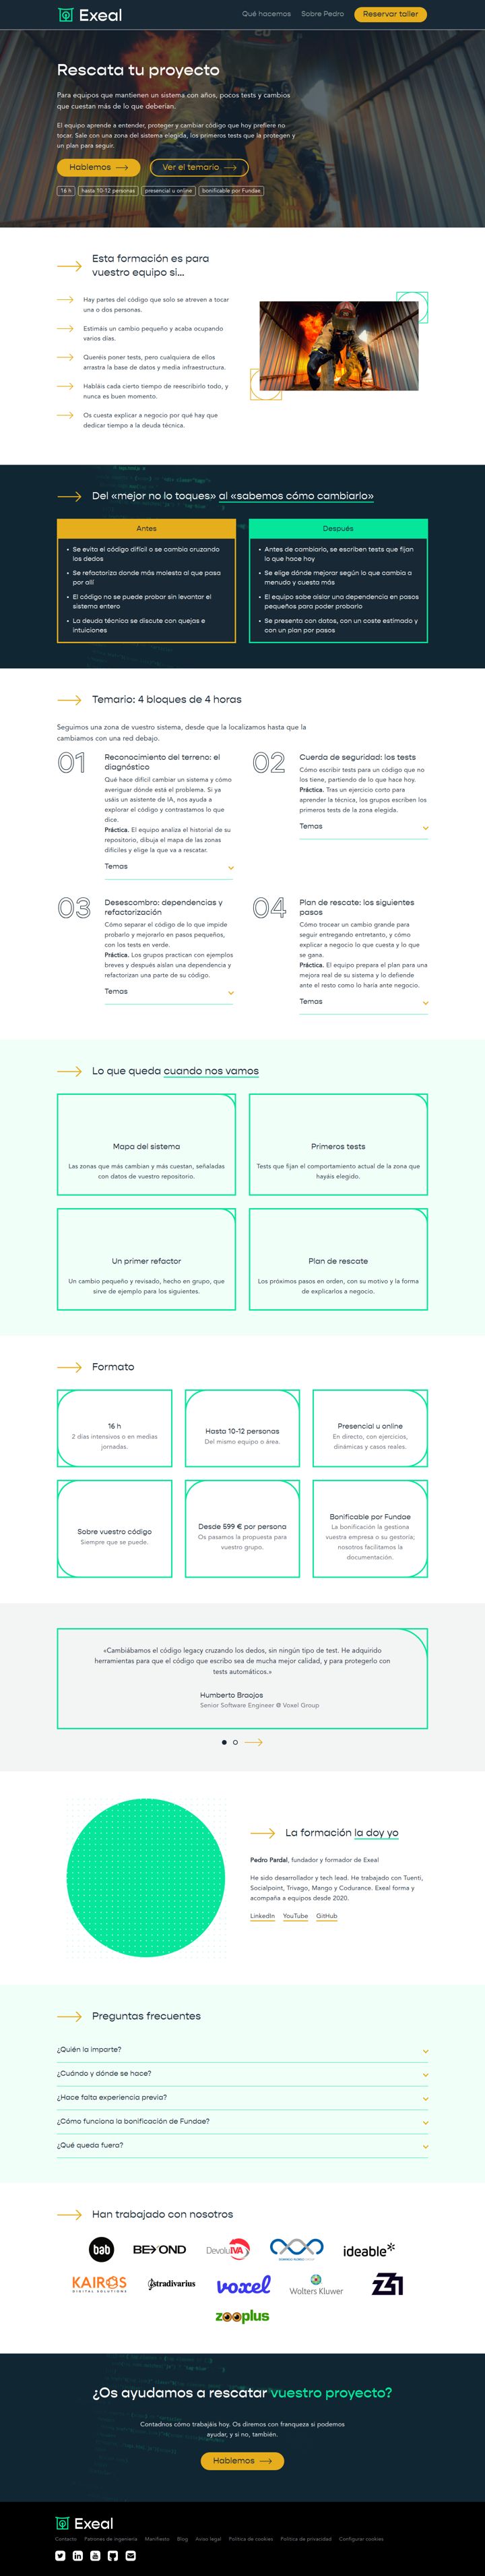 Exeal
Qué hacemos
Sobre Pedro
Reservar taller
Rescata tu proyecto
Para equipos que mantienen un sistema con años, pocos tests y cambios
que cuestan más de lo que deberían.
El equipo aprende a entender, proteger y cambiar código que hoy prefiere no
tocar. Sale con una zona del sistema elegida, los primeros tests que la protegen y
un plan para seguir.
Hablemos
Ver el temario
16 h
hasta 10-12 personas
presencial u online
bonificable por Fundae
Esta formación es para
vuestro equipo si...
Hay partes del código que solo se atreven a tocar
una o dos personas.
Estimáis un cambio pequeño y acaba ocupando
varios días.
Queréis poner tests, pero cualquiera de ellos
arrastra la base de datos y media infraestructura.
Habláis cada cierto tiempo de reescribirlo todo, y
nunca es buen momento.
Os cuesta explicar a negocio por qué hay que
dedicar tiempo a la deuda técnica.
Del «mejor no lo toques» al «sabemos cómo cambiarlo»
Antes
Se evita el código difícil o se cambia cruzando
los dedos
Se refactoriza donde más molesta al que pasa
por allí
El código no se puede probar sin levantar el
sistema entero
La deuda técnica se discute con quejas e
intuiciones
Después
Antes de cambiarlo, se escriben tests que fijan
lo que hace hoy
Se elige dónde mejorar según lo que cambia a
menudo y cuesta más
El equipo sabe aislar una dependencia en pasos
pequeños para poder probarlo
Se presenta con datos, con un coste estimado y
con un plan por pasos
Temario: 4 bloques de 4 horas
Seguimos una zona de vuestro sistema, desde que la localizamos hasta que la
cambiamos con una red debajo.
01
Reconocimiento del terreno: el
diagnóstico
Qué hace difícil cambiar un sistema y cómo
averiguar dónde está el problema. Si ya
usáis un asistente de IA, nos ayuda a
explorar el código y contrastamos lo que
dice.
Práctica. El equipo analiza el historial de su
repositorio, dibuja el mapa de las zonas
difíciles y elige la que va a rescatar.
Temas
02
Cuerda de seguridad: los tests
Cómo escribir tests para un código que no
los tiene, partiendo de lo que hace hoy.
Práctica. Tras un ejercicio corto para
aprender la técnica, los grupos escriben los
primeros tests de la zona elegida.
Temas
03
Desescombro: dependencias y
refactorización
Cómo separar el código de lo que impide
probarlo y mejorarlo en pasos pequeños,
con los tests en verde.
Práctica. Los grupos practican con ejemplos
breves y después aíslan una dependencia y
refactorizan una parte de su código.
Temas
04
Plan de rescate: los siguientes
pasos
Cómo trocear un cambio grande para
seguir entregando entretanto, y cómo
explicar a negocio lo que cuesta y lo que
se gana.
Práctica. El equipo prepara el plan para una
mejora real de su sistema y lo defiende
ante el resto como lo haría ante negocio.
Temas
Lo que queda cuando nos vamos
Mapa del sistema
Las zonas que más cambian y más cuestan, señaladas
con datos de vuestro repositorio.
Primeros tests
Tests que fijan el comportamiento actual de la zona que
hayáis elegido.
Un primer refactor
Un cambio pequeño y revisado, hecho en grupo, que
sirve de ejemplo para los siguientes.
Plan de rescate
Los próximos pasos en orden, con su motivo y la forma
de explicarlos a negocio.
Formato
16 h
2 días intensivos o en medias
jornadas.
Hasta 10-12 personas
Del mismo equipo o área.
Presencial u online
En directo, con ejercicios,
dinámicas y casos reales.
Sobre vuestro código
Siempre que se puede.
Desde 599 € por persona
Os pasamos la propuesta para
vuestro grupo.
Bonificable por Fundae
La bonificación la gestiona
vuestra empresa o su gestoría;
nosotros facilitamos la
documentación.
«Cambiábamos el código legacy cruzando los dedos, sin ningún tipo de test. He adquirido
herramientas para que el código que escribo sea de mucha mejor calidad, y para protegerlo con
tests automáticos.»
Humberto Braojos
Senior Software Engineer @ Voxel Group
La formación la doy yo
Pedro Pardal, fundador y formador de Exeal
He sido desarrollador y tech lead. He trabajado con Tuenti,
Socialpoint, Trivago, Mango y Codurance. Exeal forma y
acompaña a equipos desde 2020.
LinkedIn
YouTube
GitHub
Preguntas frecuentes
¿Quién la imparte?
¿Cuándo y dónde se hace?
¿Hace falta experiencia previa?
¿Cómo funciona la bonificación de Fundae?
¿Qué queda fuera?
Han trabajado con nosotros
bab
BEYOND
DevoluIVA
ideable*
KAIRÓS
DIGITAL SOLUTIONS
Stradivarius
voxel
Wolters Kluwer
Z1
zooplus
¿Os ayudamos a rescatar vuestro proyecto?
Contadnos cómo trabajáis hoy. Os diremos con franqueza si podemos
ayudar, y si no, también.
Hablemos
Exeal
Contacto
Patrones de ingeniería
Manifiesto
Blog
Aviso legal
Política de cookies
Política de privacidad
Configurar cookies